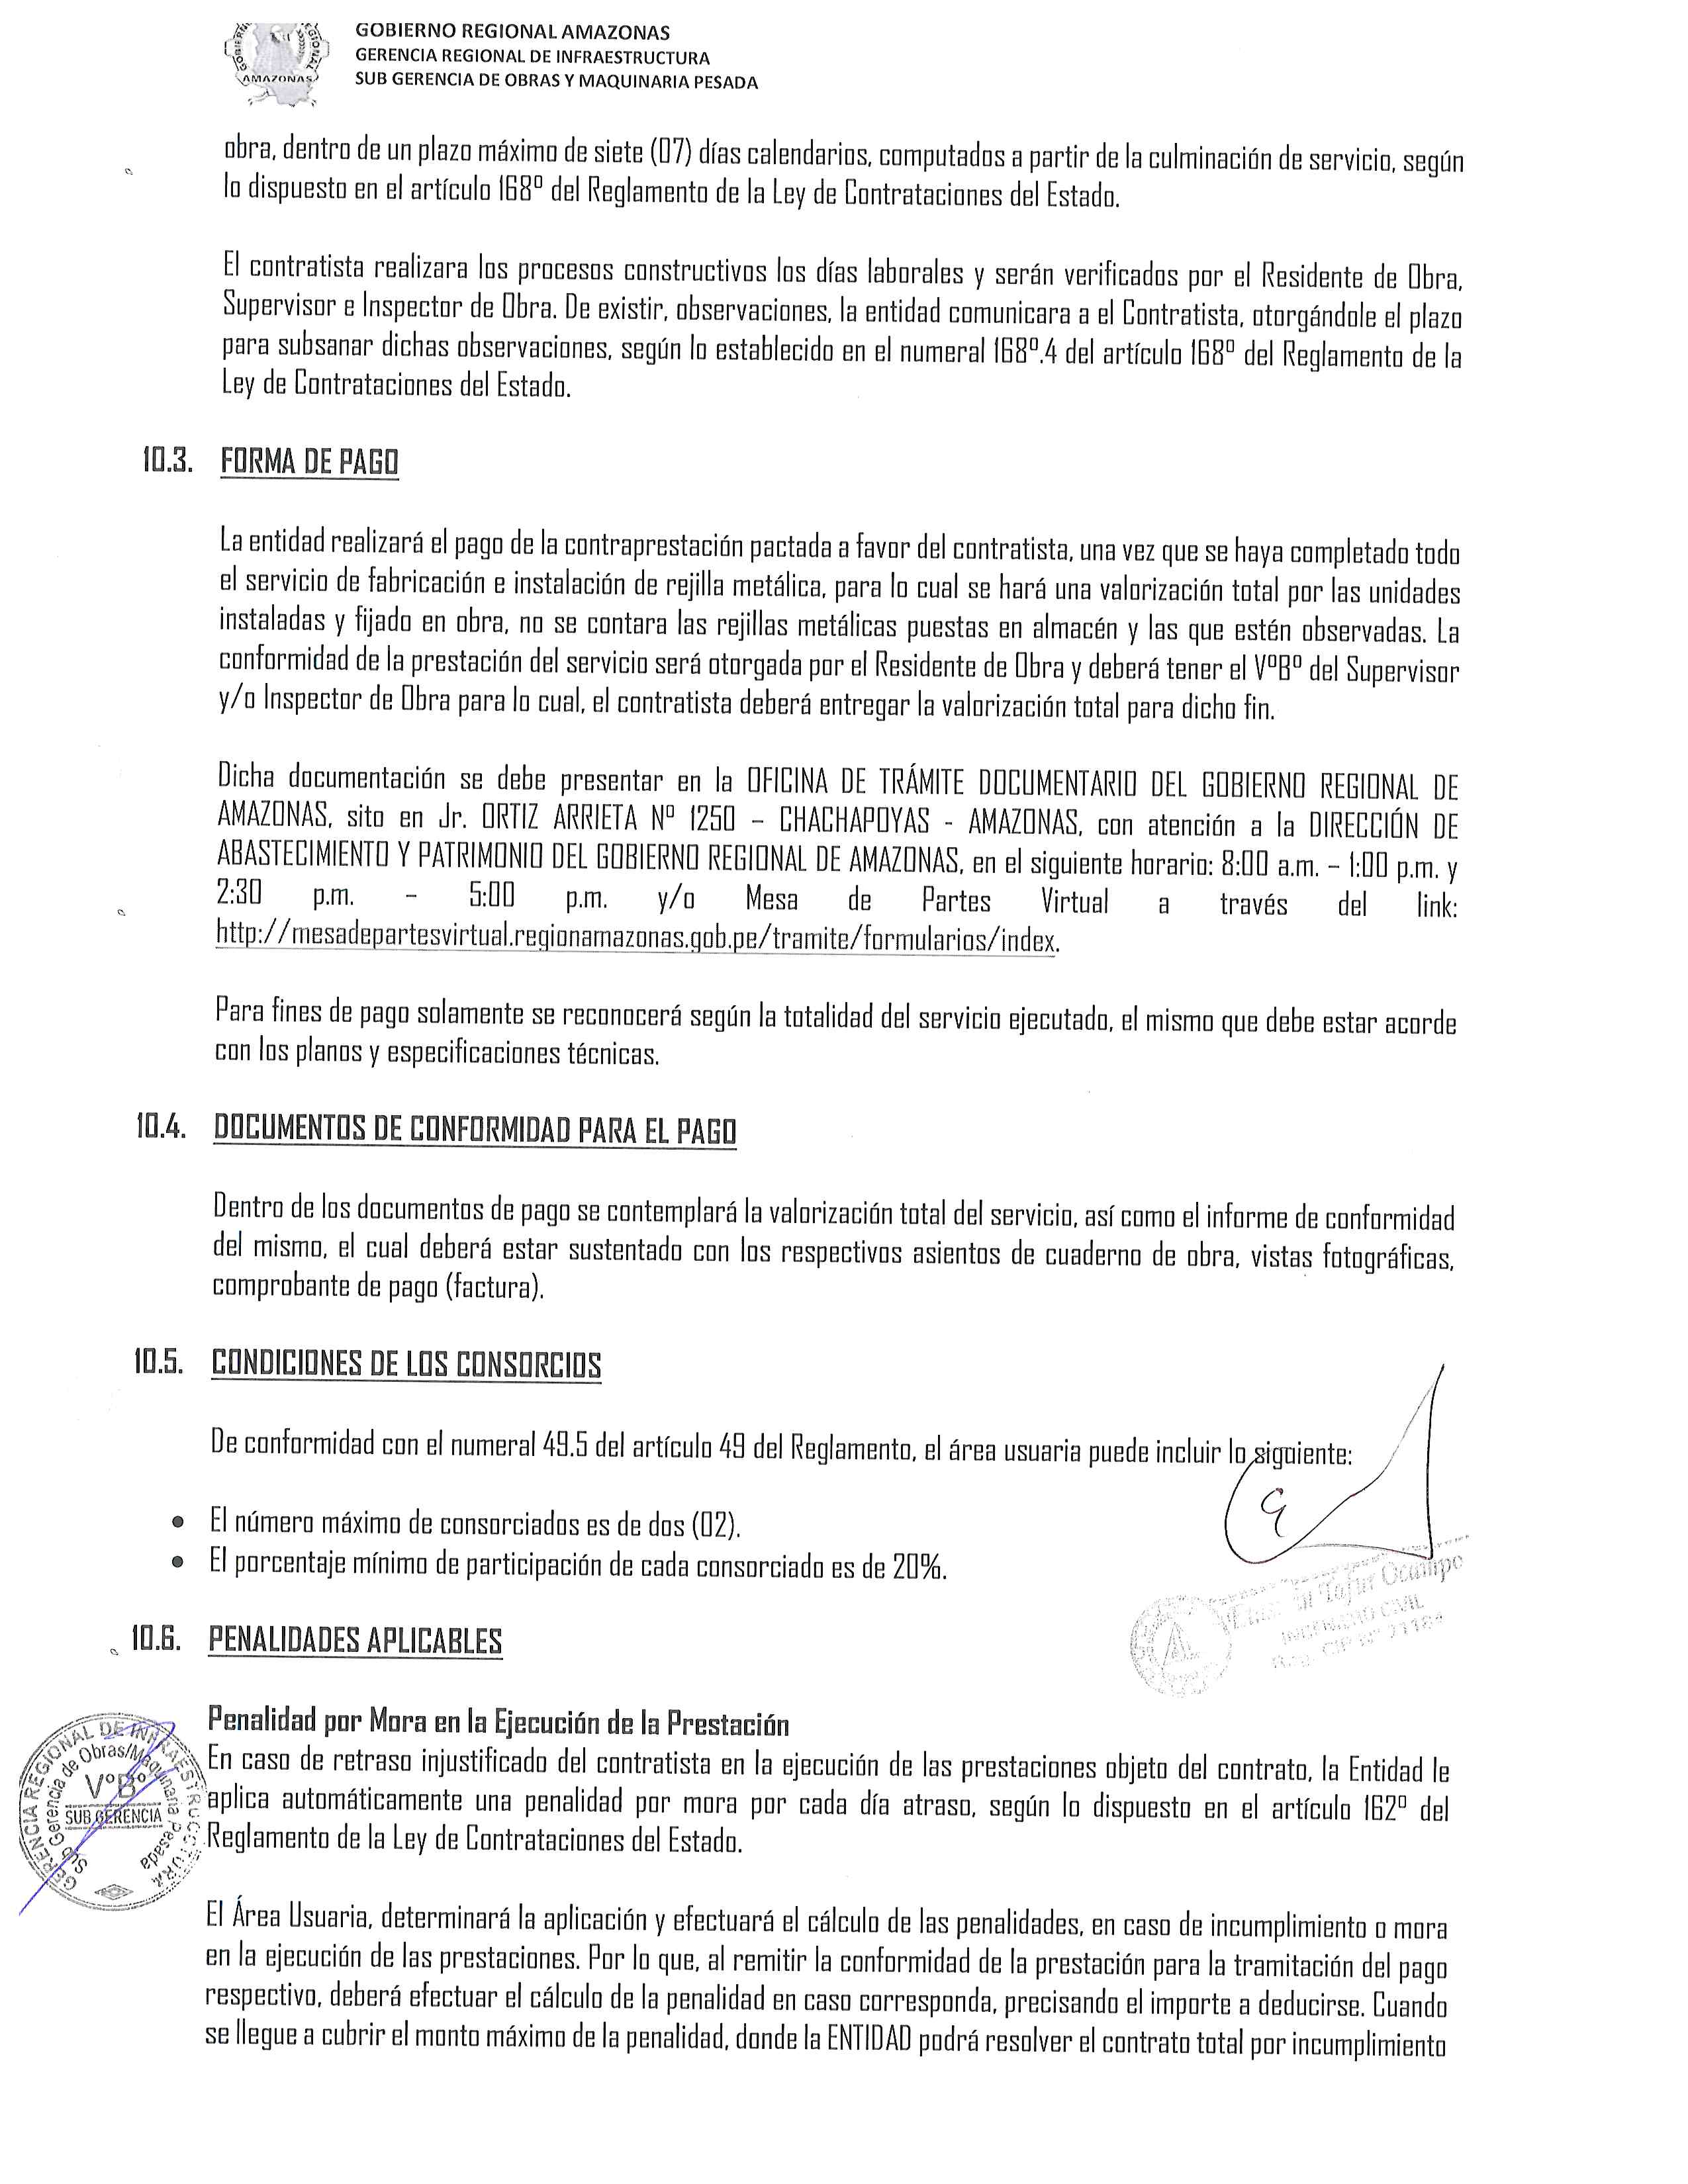 GOBIERNO REGIONAL AMAZONAS
GERENCIA REGIONAL DE INFRAESTRUCTURA
SUB GERENCIA DE OBRAS Y MAQUINARIA PESADA
AMAZONAS
obra, dentro de un plazo máximo de siete (07) días calendarios, computados a partir de la culminación de servicio, según
lo dispuesto en el artículo 168º del Reglamento de la Ley de Contrataciones del Estado.
El contratista realizara los procesos constructivos los días laborales y serán verificados por el Residente de Obra,
Supervisor e Inspector de Obra. De existir, observaciones, la entidad comunicara a el Contratista, otorgándole el plazo
para subsanar dichas observaciones, según lo establecido en el numeral 168º.4 del artículo 168º del Reglamento de la
Ley de Contrataciones del Estado.
10.3. FORMA DE PAGO
La entidad realizará el pago de la contraprestación pactada a favor del contratista, una vez que se haya completado todo
el servicio de fabricación e instalación de rejilla metálica, para lo cual se hará una valorización total por las unidades
instaladas y fijado en obra, no se contara las rejillas metálicas puestas en almacén y las que estén observadas. La
conformidad de la prestación del servicio será otorgada por el Residente de Obra y deberá tener el VºBº del Supervisor
y/o Inspector de Obra para lo cual, el contratista deberá entregar la valorización total para dicho fin.
Dicha documentación se debe presentar en la OFICINA DE TRÁMITE DOCUMENTARIO DEL GOBIERNO REGIONAL DE
AMAZONAS, sito en Jr. ORTIZ ARRIETA Nº 1250 – CHACHAPOYAS - AMAZONAS, con atención a la DIRECCIÓN DE
ABASTECIMIENTO Y PATRIMONIO DEL GOBIERNO REGIONAL DE AMAZONAS, en el siguiente horario: 8:00 a.m. – 1:00 p.m. y
2:30 p.m. - 5:00 p.m. y/o Mesa de Partes Virtual a través del link:
http://mesadepartesvirtual.regionamazonas.gob.pe/tramite/formularios/index.
Para fines de pago solamente se reconocerá según la totalidad del servicio ejecutado, el mismo que debe estar acorde
con los planos y especificaciones técnicas.
10.4. DOCUMENTOS DE CONFORMIDAD PARA EL PAGO
Dentro de los documentos de pago se contemplará la valorización total del servicio, así como el informe de conformidad
del mismo, el cual deberá estar sustentado con los respectivos asientos de cuaderno de obra, vistas fotográficas,
comprobante de pago (factura).
10.5. CONDICIONES DE LOS CONSORCIOS
De conformidad con el numeral 49.5 del artículo 49 del Reglamento, el área usuaria puede incluir lo siguiente:
• El número máximo de consorciados es de dos (02).
• El porcentaje mínimo de participación de cada consorciado es de 20%.
Tafur Ocampo
INGENIERO CIVIL
Reg. CIP Nº
10.6. PENALIDADES APLICABLES
Penalidad por Mora en la Ejecución de la Prestación
En caso de retraso injustificado del contratista en la ejecución de las prestaciones objeto del contrato, la Entidad le
aplica automáticamente una penalidad por mora por cada día atraso, según lo dispuesto en el artículo 162º del
Reglamento de la Ley de Contrataciones del Estado.
GERENCIA REGIONAL DE INFRAESTRUCTURA
Sub Gerencia de Obras/Maquinaria Pesada
VºBº
SUB GERENCIA
El Área Usuaria, determinará la aplicación y efectuará el cálculo de las penalidades, en caso de incumplimiento o mora
en la ejecución de las prestaciones. Por lo que, al remitir la conformidad de la prestación para la tramitación del pago
respectivo, deberá efectuar el cálculo de la penalidad en caso corresponda, precisando el importe a deducirse. Cuando
se llegue a cubrir el monto máximo de la penalidad, donde la ENTIDAD podrá resolver el contrato total por incumplimiento